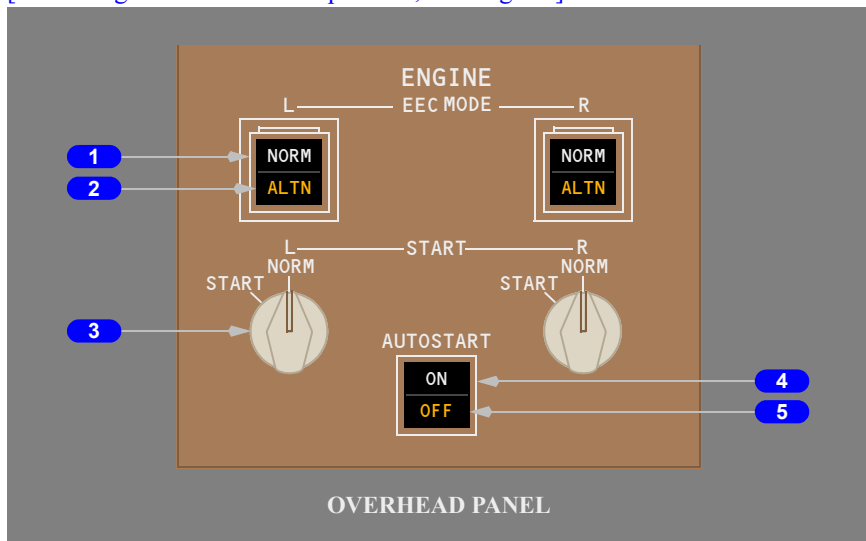 ENGINE
L EEC MODE R
1 NORM NORM
2 ALTN ALTN
L START R
NORM NORM
START START
3
AUTOSTART
ON 4
OFF 5
OVERHEAD PANEL